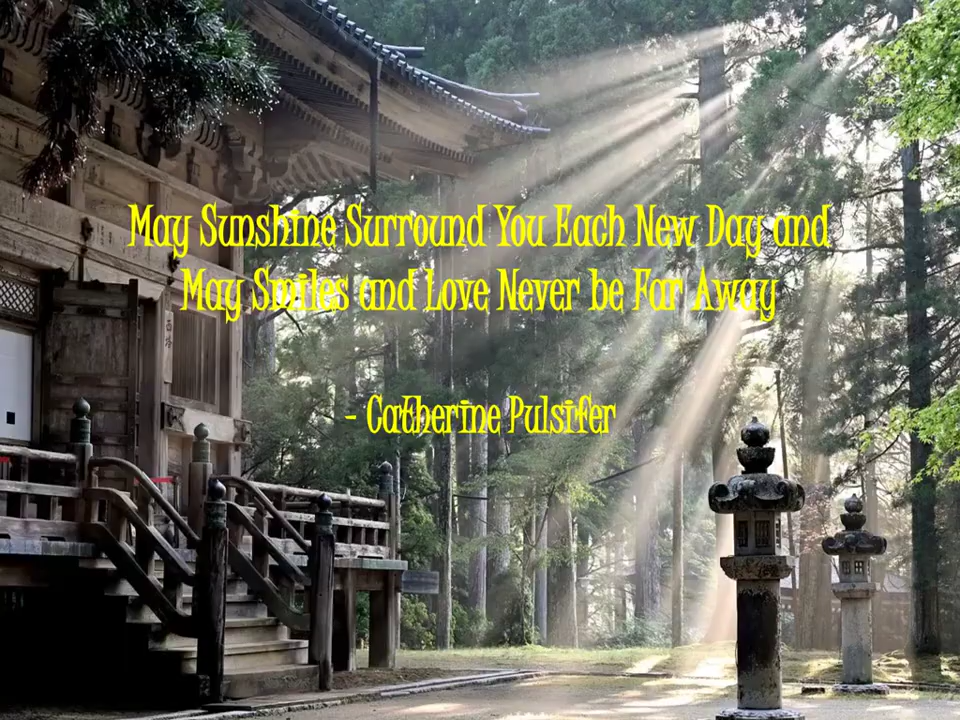 May Sunshine Surround You Each New Day and
May Smiles and Love Never be Far Away
- Catherine Pulsifer